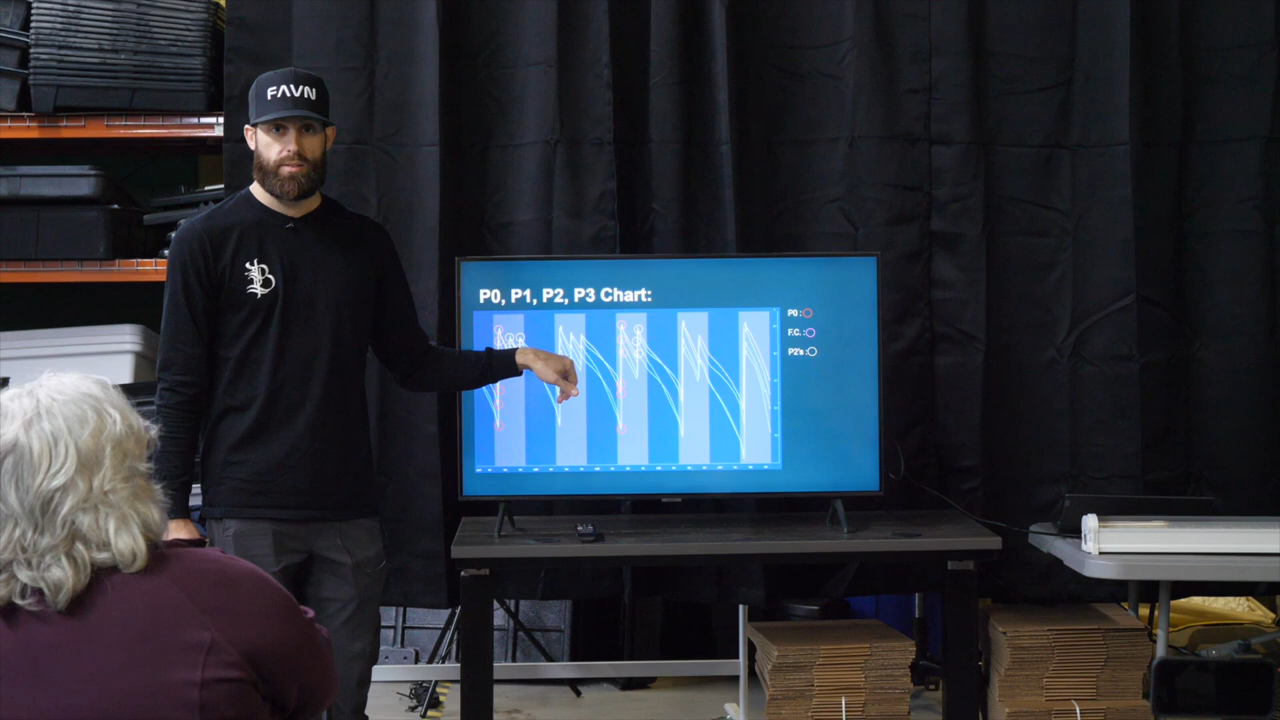 FAVN
B
P0, P1, P2, P3 Chart:
P0 :
F.C. :
P2's :